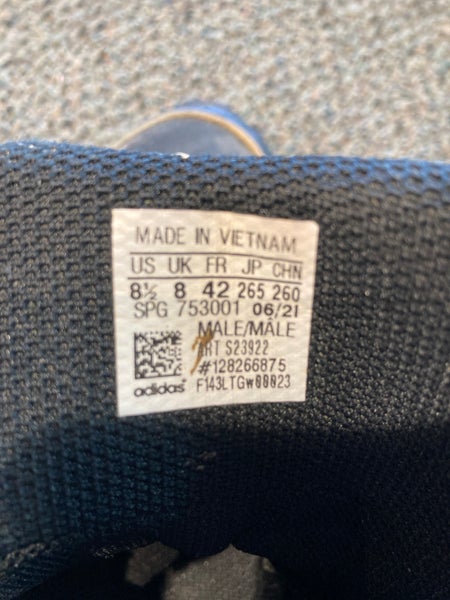 MADE IN VIETNAM
US UK FR JP CHN
8½ 8 42 265 260
SPG 753001 06/21
MALE/MÂLE
ART S23922
#128266875
adidas F143LTGW00023